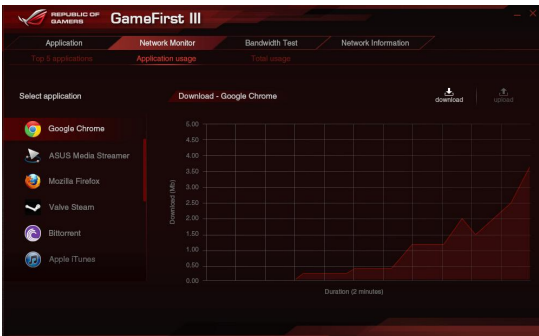 REPUBLIC OF
GAMERS
GameFirst III
Application
Network Monitor
Bandwidth Test
Network Information
Top 5 applications
Application usage
Total usage
Select application
Google Chrome
ASUS Media Streamer
Mozilla Firefox
Valve Steam
Bittorrent
Apple iTunes
Download - Google Chrome
download
upload
Download (Mb)
5.00
4.50
4.00
3.50
3.00
2.50
2.00
1.50
1.00
0.50
0.00
Duration (2 minutes)